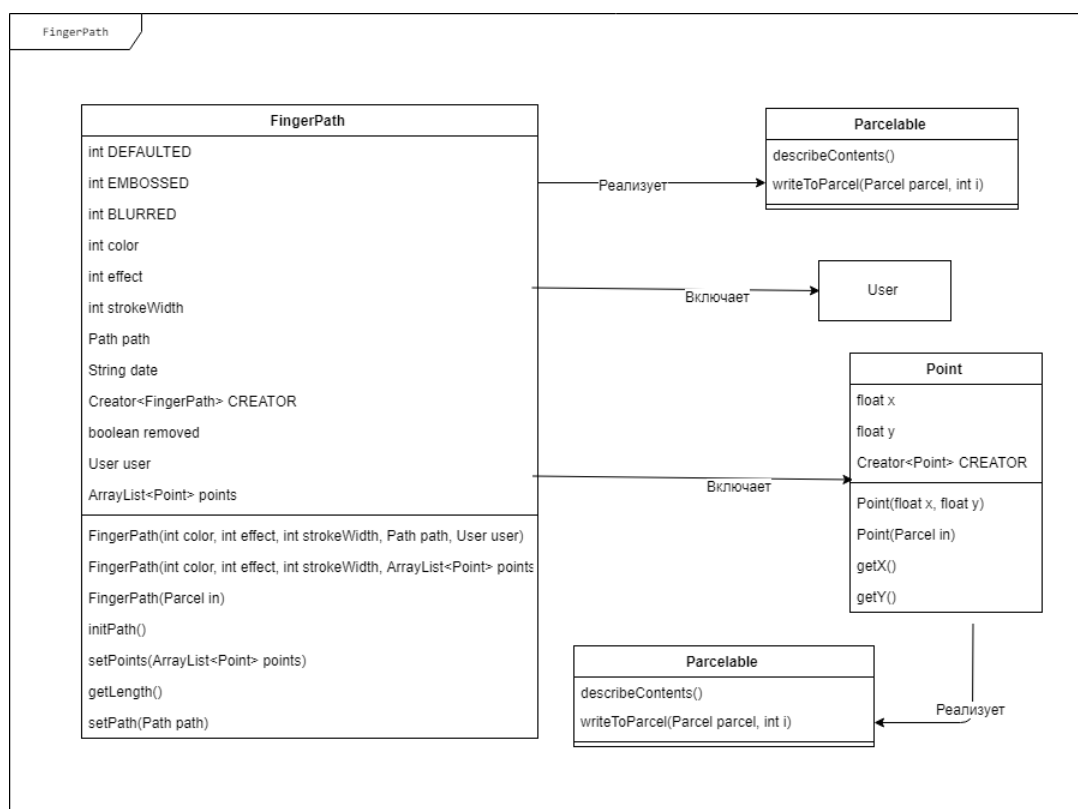 FingerPath
FingerPath
int DEFAULTED
int EMBOSSED
int BLURRED
int color
int effect
int strokeWidth
Path path
String date
Creator<FingerPath> CREATOR
boolean removed
User user
ArrayList<Point> points
FingerPath(int color, int effect, int strokeWidth, Path path, User user)
FingerPath(int color, int effect, int strokeWidth, ArrayList<Point> points
FingerPath(Parcel in)
initPath()
setPoints(ArrayList<Point> points)
getLength()
setPath(Path path)
Реализует
Parcelable
describeContents()
writeToParcel(Parcel parcel, int i)
Включает
User
Включает
Point
float x
float y
Creator<Point> CREATOR
Point(float x, float y)
Point(Parcel in)
getX()
getY()
Реализует
Parcelable
describeContents()
writeToParcel(Parcel parcel, int i)